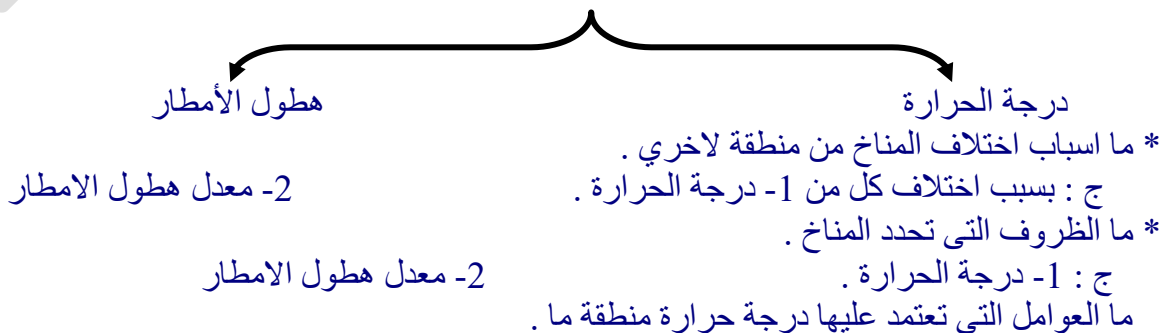 درجة الحرارة هطول الأمطار
* ما اسباب اختلاف المناخ من منطقة لاخري .
ج : بسبب اختلاف كل من 1- درجة الحرارة . 2- معدل هطول الامطار
* ما الظروف التى تحدد المناخ .
ج : 1- درجة الحرارة . 2- معدل هطول الامطار
ما العوامل التى تعتمد عليها درجة حرارة منطقة ما .